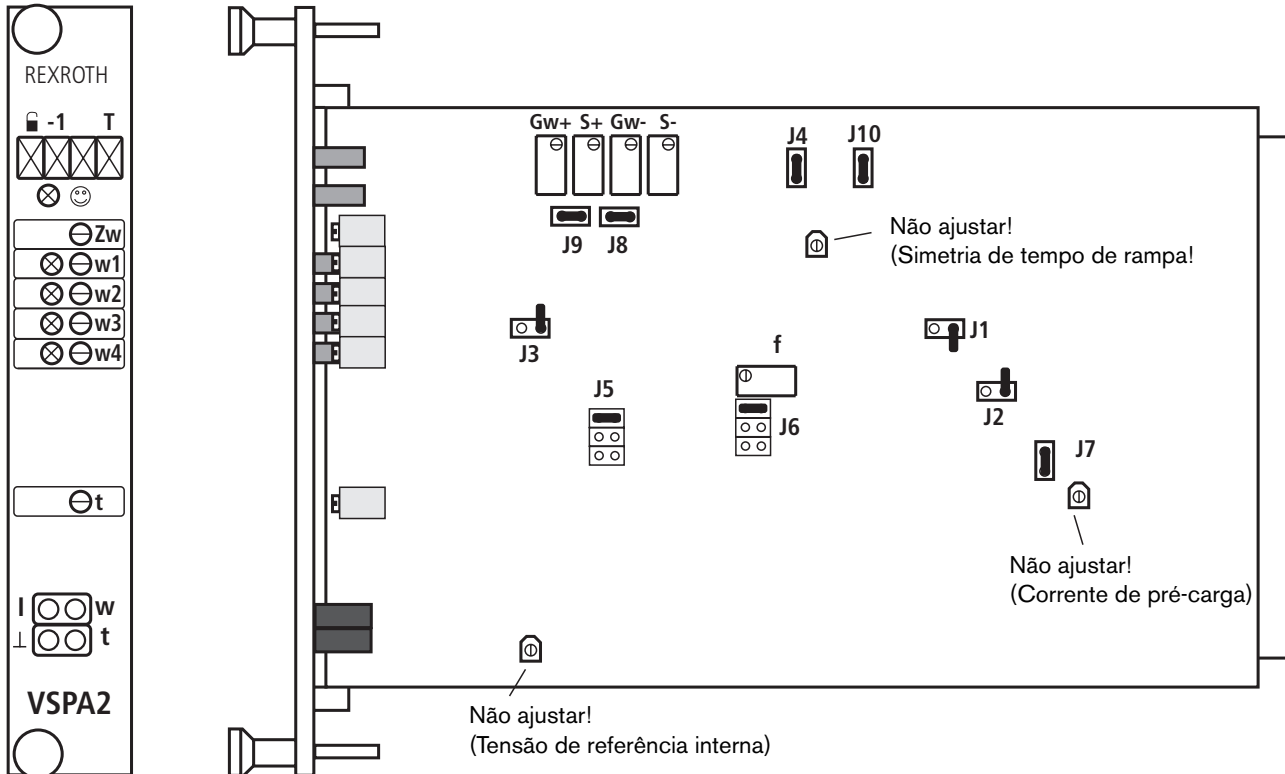 REXROTH
-1 T
Zw
w1
w2
w3
w4
t
I w
⊥ t
VSPA2
Gw+ S+ Gw- S-
J4 J10
J9 J8
Não ajustar!
(Simetria de tempo de rampa!
J3
J1
f
J2
J5
J6
J7
Não ajustar!
(Corrente de pré-carga)
Não ajustar!
(Tensão de referência interna)